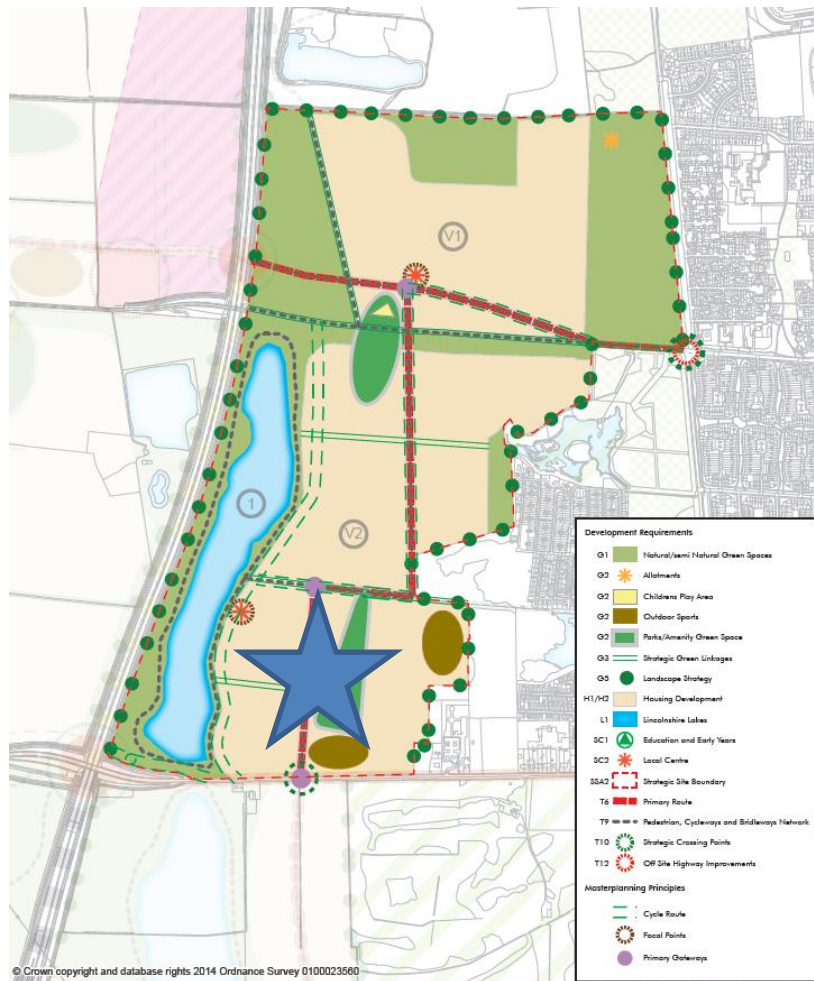 V1
1
V2
Development Requirements
G1 Natural/semi Natural Green Spaces
G2 Allotments
G2 Childrens Play Area
G2 Outdoor Sports
G2 Parks/Amenity Green Space
G3 Strategic Green Linkages
G5 Landscape Strategy
H1/H2 Housing Development
L1 Lincolnshire Lakes
SC1 Education and Early Years
SC2 Local Centre
SSA2 Strategic Site Boundary
T6 Primary Route
T9 Pedestrian, Cycleways and Bridleways Network
T10 Strategic Crossing Points
T12 Off Site Highway Improvements
Masterplanning Principles
Cycle Route
Focal Points
Primary Gateways
© Crown copyright and database rights 2014 Ordnance Survey 0100023560